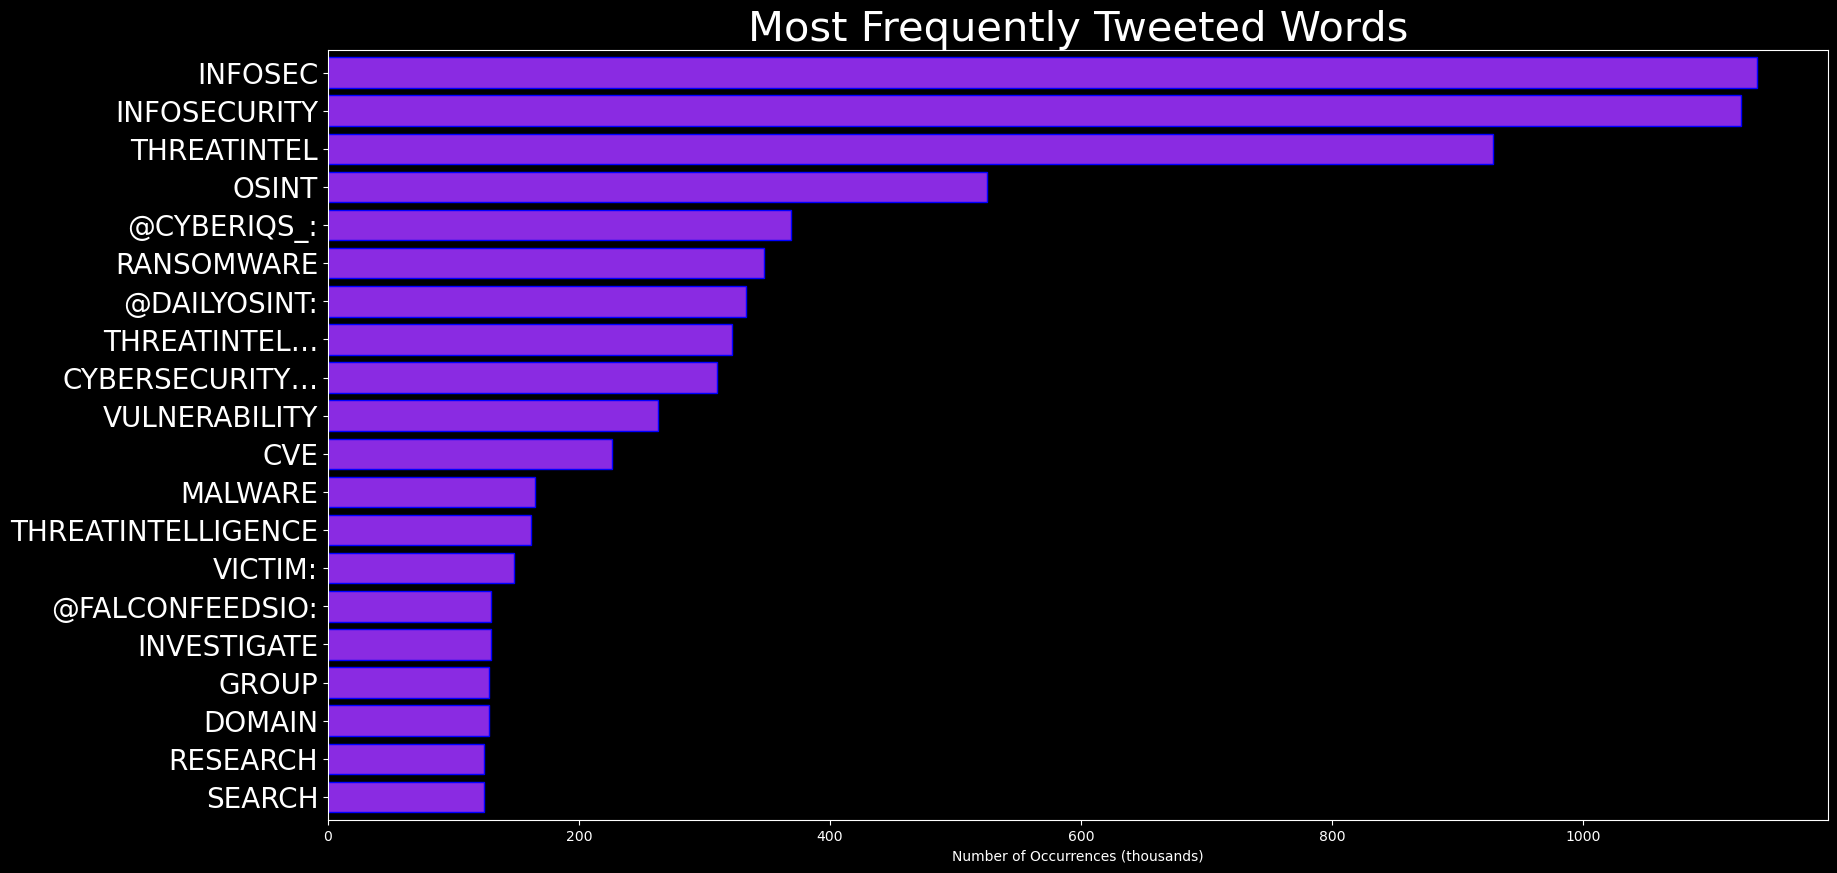 Most Frequently Tweeted Words
INFOSEC
INFOSECURITY
THREATINTEL
OSINT
@CYBERIQS_:
RANSOMWARE
@DAILYOSINT:
THREATINTEL…
CYBERSECURITY…
VULNERABILITY
CVE
MALWARE
THREATINTELLIGENCE
VICTIM:
@FALCONFEEDSIO:
INVESTIGATE
GROUP
DOMAIN
RESEARCH
SEARCH
0 200 400 600 800 1000
Number of Occurrences (thousands)